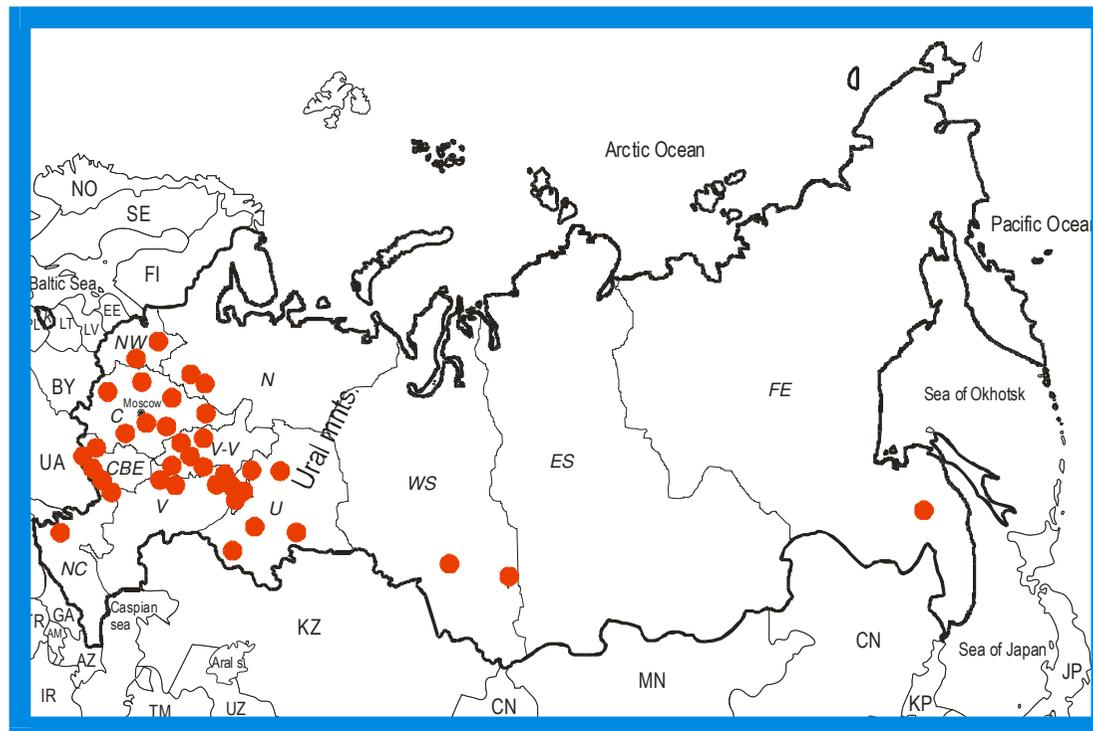 Arctic Ocean
NO
SE
Pacific Ocea
FI
Baltic Sea
EE
LT
LV
NW
BY
N
FE
Sea of Okhotsk
Moscow
C
Ural mnts.
V-V
UA
CBE
ES
WS
V
U
NC
Caspian
sea
KZ
GA
AM
CN
Sea of Japan
AZ
Aral s.
JP
MN
IR
TM
UZ
CN
KP